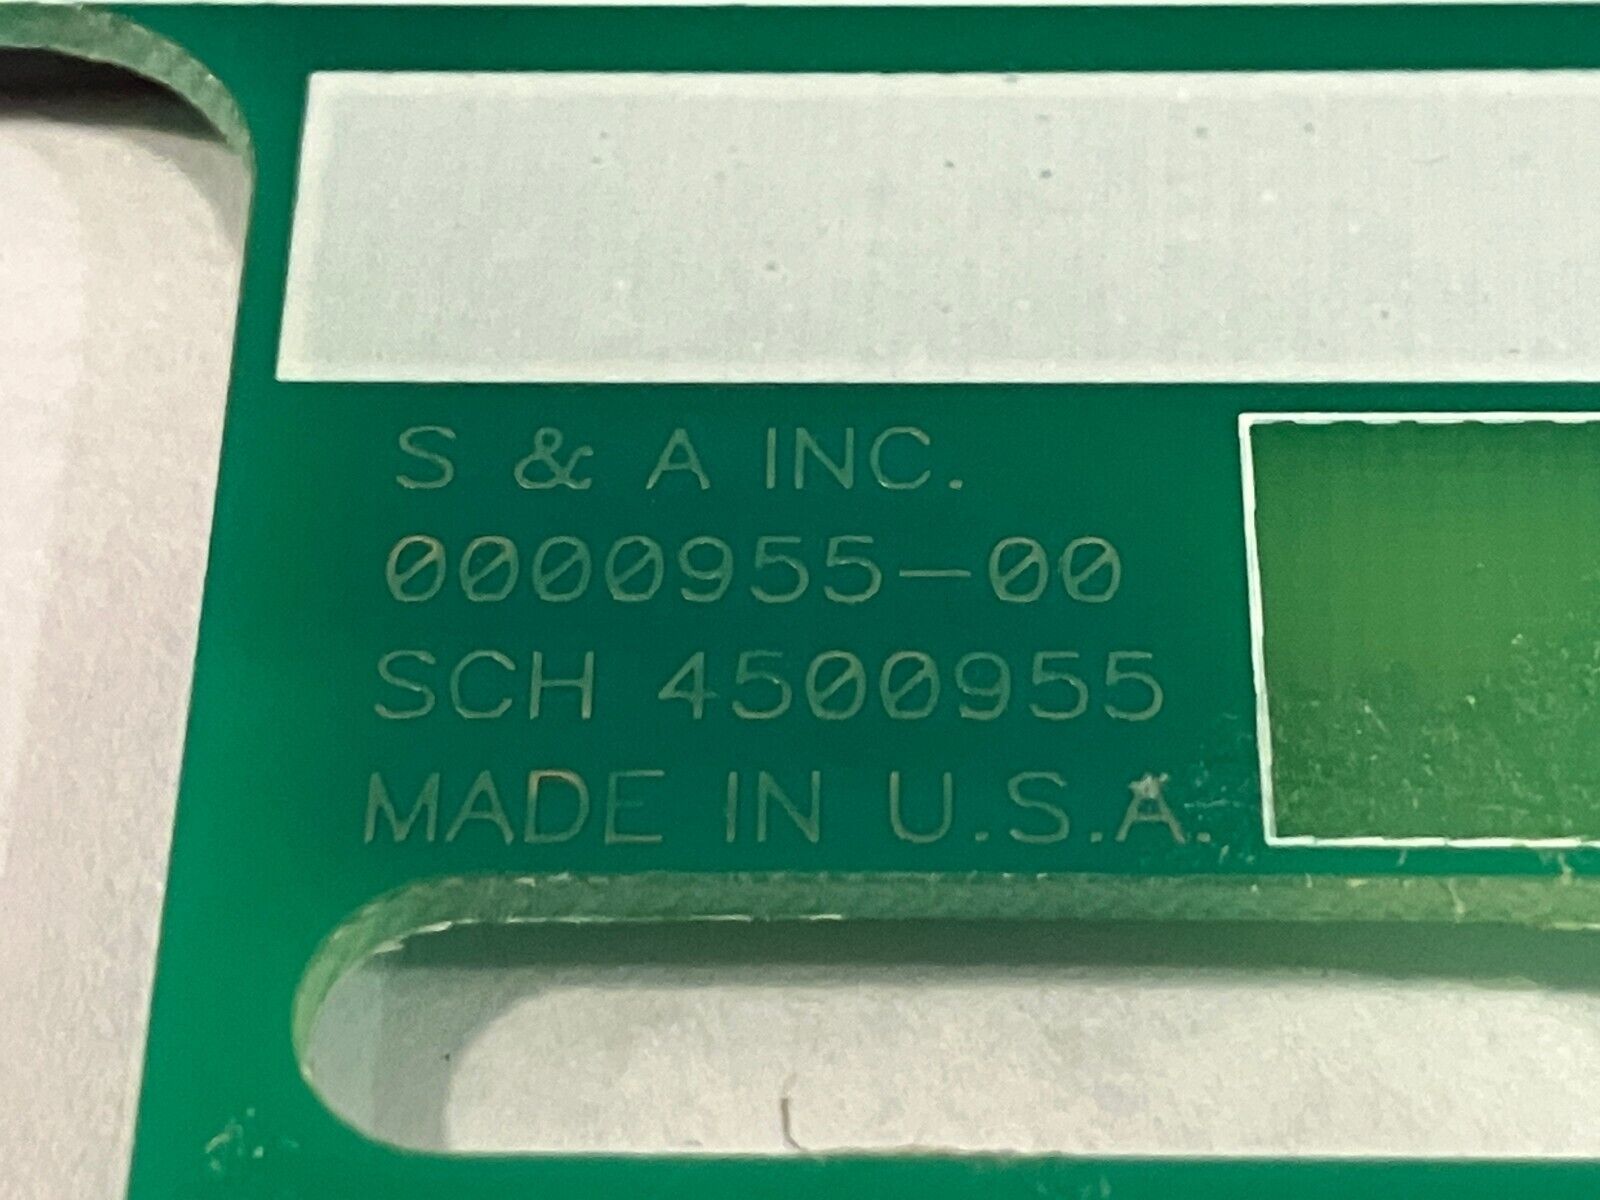 S & A INC.
0000955-00
SCH 4500955
MADE IN U.S.A.